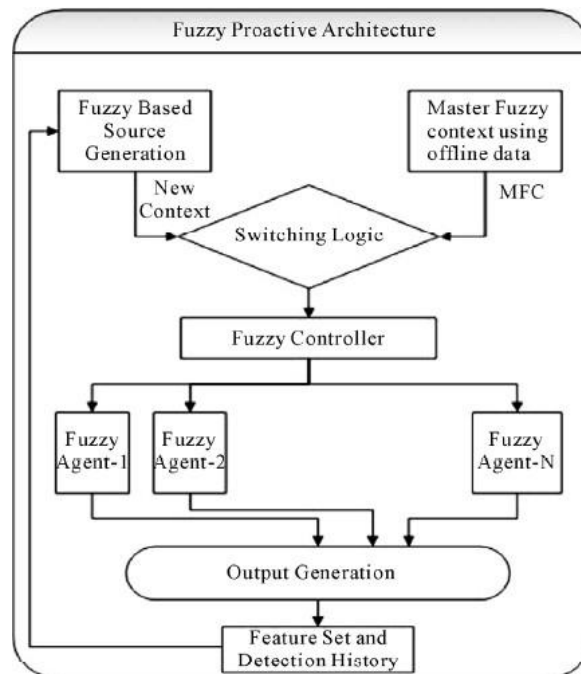 Fuzzy Proactive Architecture
Fuzzy Based
Source
Generation
Master Fuzzy
context using
offline data
New
Context
MFC
Switching Logic
Fuzzy Controller
Fuzzy
Agent-1
Fuzzy
Agent-2
Fuzzy
Agent-N
Output Generation
Feature Set and
Detection History